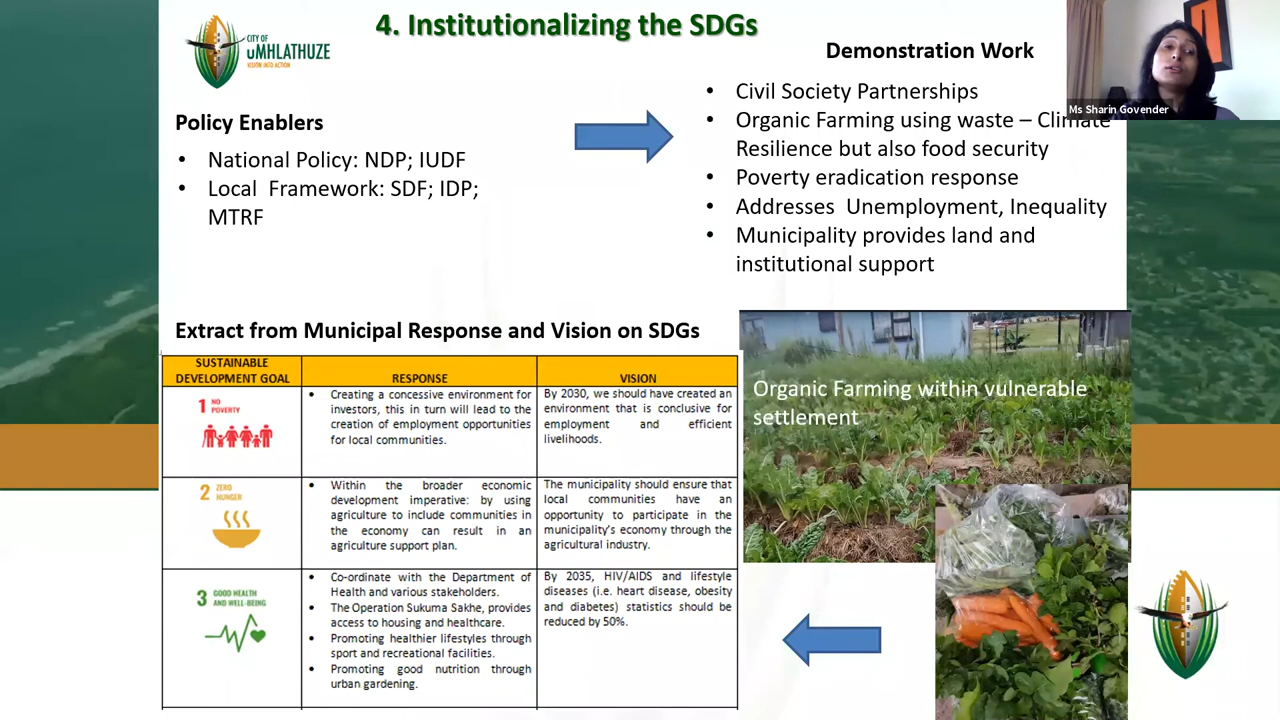 4. Institutionalizing the SDGs
CITY OF
uMHLATHUZE
VISION INTO ACTION
Policy Enablers
• National Policy: NDP; IUDF
• Local Framework: SDF; IDP;
MTRF
Demonstration Work
• Civil Society Partnerships
• Organic Farming using waste – Climate
Resilience but also food security
• Poverty eradication response
• Addresses Unemployment, Inequality
• Municipality provides land and
institutional support
Ms Sharin Govender
Extract from Municipal Response and Vision on SDGs
SUSTAINABLE
DEVELOPMENT GOAL
RESPONSE
VISION
1 NO
POVERTY
• Creating a concessive environment for
investors, this in turn will lead to the
creation of employment opportunities
for local communities.
By 2030, we should have created an
environment that is conclusive for
employment and efficient
livelihoods.
2 ZERO
HUNGER
• Within the broader economic
development imperative: by using
agriculture to include communities in
the economy can result in an
agriculture support plan.
The municipality should ensure that
local communities have an
opportunity to participate in the
municipality's economy through the
agricultural industry.
3 GOOD HEALTH
AND WELL-BEING
• Co-ordinate with the Department of
Health and various stakeholders.
• The Operation Sukuma Sakhe, provides
access to housing and healthcare.
• Promoting healthier lifestyles through
sport and recreational facilities.
• Promoting good nutrition through
urban gardening.
By 2035, HIV/AIDS and lifestyle
diseases (i.e. heart disease, obesity
and diabetes) statistics should be
reduced by 50%.
Organic Farming within vulnerable
settlement